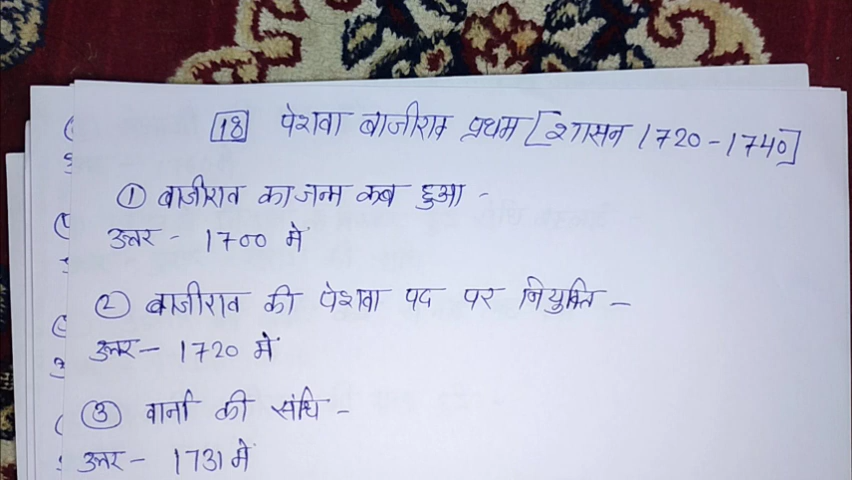 [18] पेशवा बाजीराव प्रथम [शासन 1720-1740]
① बाजीराव का जन्म कब हुआ -
उत्तर - 1700 में
② बाजीराव की पेशवा पद पर नियुक्ति -
उत्तर - 1720 में
③ वार्ना की संधि -
उत्तर - 1731 में